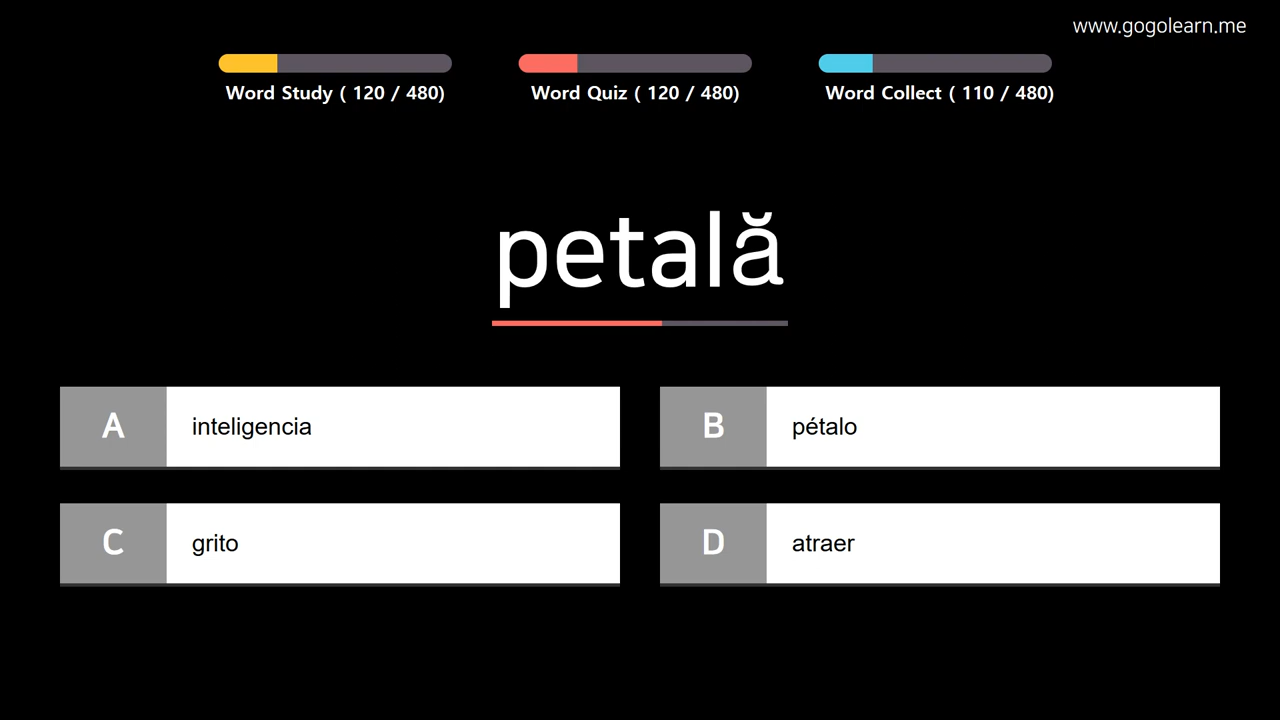 www.gogolearn.me
Word Study ( 120 / 480)
Word Quiz ( 120 / 480)
Word Collect ( 110 / 480)
petală
A inteligencia
B pétalo
C grito
D atraer